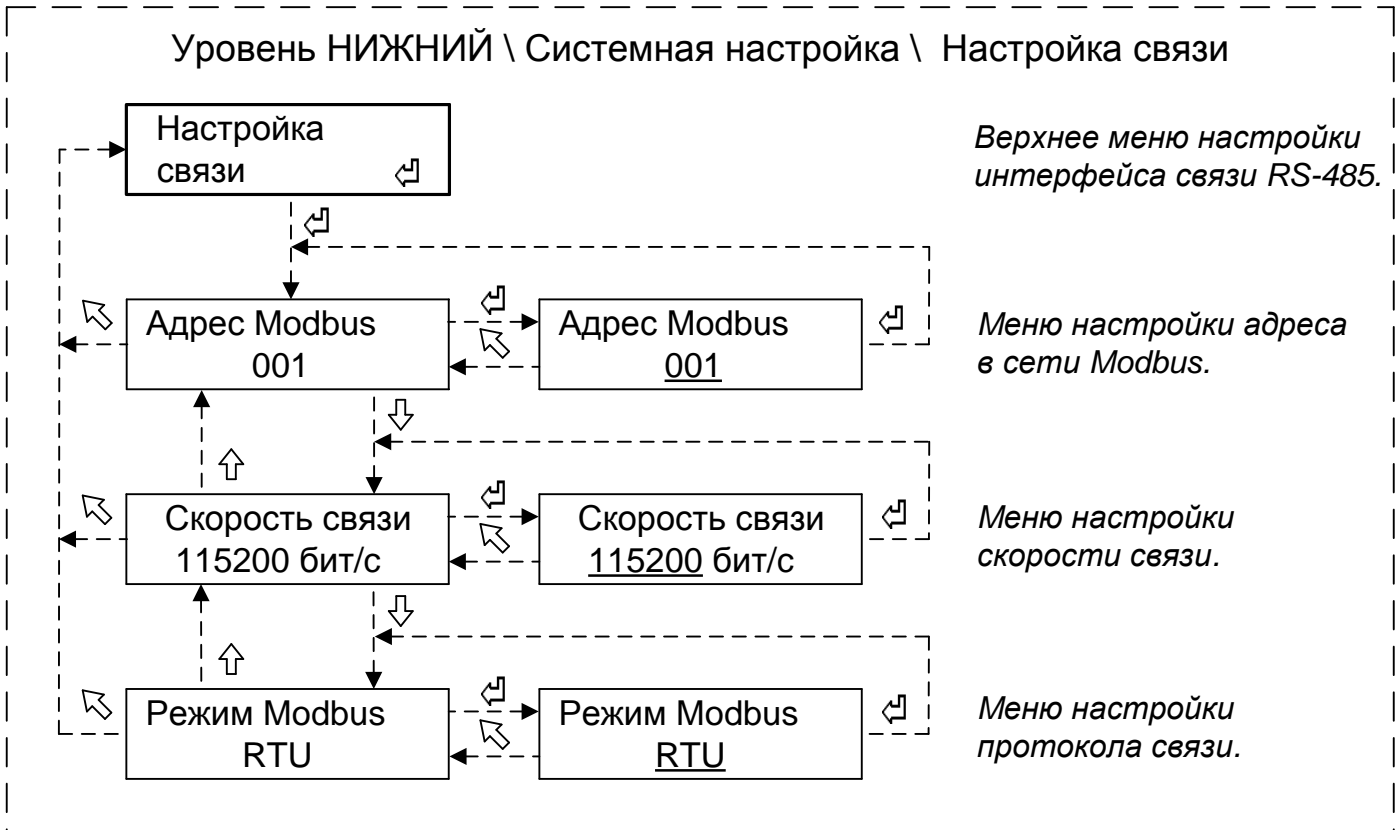 Уровень НИЖНИЙ \ Системная настройка \ Настройка связи
Настройка
связи
Верхнее меню настройки
интерфейса связи RS-485.
Адрес Modbus
001
Адрес Modbus
001
Меню настройки адреса
в сети Modbus.
Скорость связи
115200 бит/с
Скорость связи
115200 бит/с
Меню настройки
скорости связи.
Режим Modbus
RTU
Режим Modbus
RTU
Меню настройки
протокола связи.